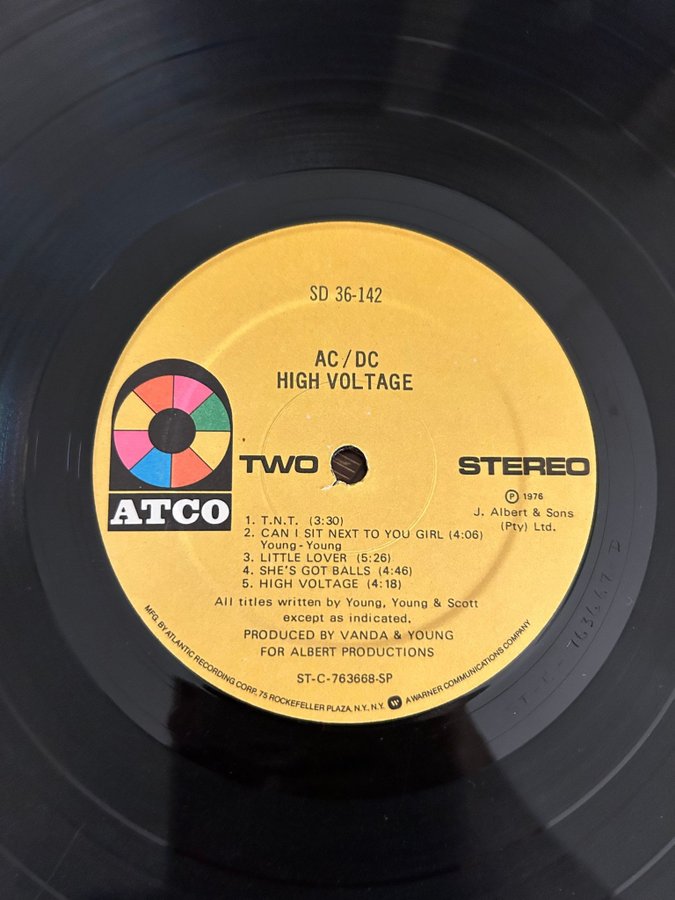 SD 36-142
AC/DC
HIGH VOLTAGE
ATCO
TWO
STEREO
Ⓟ 1976
J. Albert & Sons
(Pty) Ltd.
1. T.N.T. (3:30)
2. CAN I SIT NEXT TO YOU GIRL (4:06)
Young-Young
3. LITTLE LOVER (5:26)
4. SHE'S GOT BALLS (4:46)
5. HIGH VOLTAGE (4:18)
All titles written by Young, Young & Scott
except as indicated.
PRODUCED BY VANDA & YOUNG
FOR ALBERT PRODUCTIONS
ST-C-763668-SP
MFG. BY ATLANTIC RECORDING CORP. 75 ROCKEFELLER PLAZA, N.Y., N.Y. W A WARNER COMMUNICATIONS COMPANY